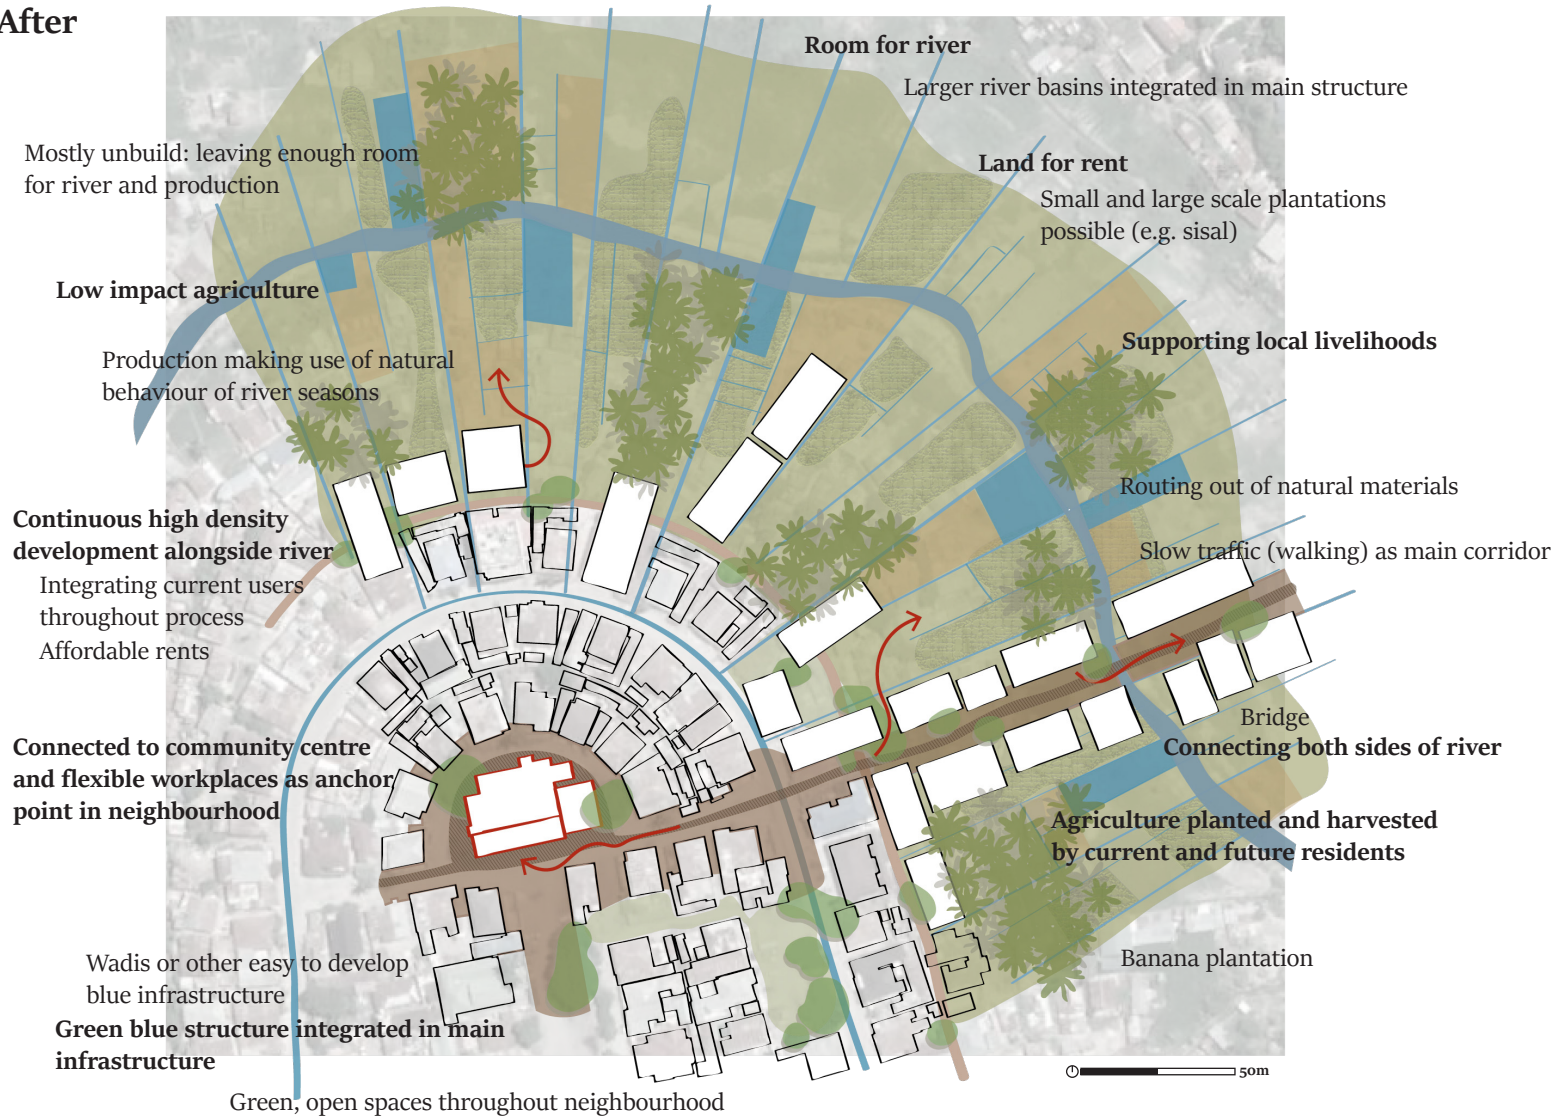 After
Room for river
Larger river basins integrated in main structure
Mostly unbuild: leaving enough room
for river and production
Land for rent
Small and large scale plantations
possible (e.g. sisal)
Low impact agriculture
Production making use of natural
behaviour of river seasons
Supporting local livelihoods
Routing out of natural materials
Slow traffic (walking) as main corridor
Continuous high density
development alongside river
Integrating current users
throughout process
Affordable rents
Bridge
Connecting both sides of river
Connected to community centre
and flexible workplaces as anchor
point in neighbourhood
Agriculture planted and harvested
by current and future residents
Banana plantation
Wadis or other easy to develop
blue infrastructure
Green blue structure integrated in main
infrastructure
50m
Green, open spaces throughout neighbourhood